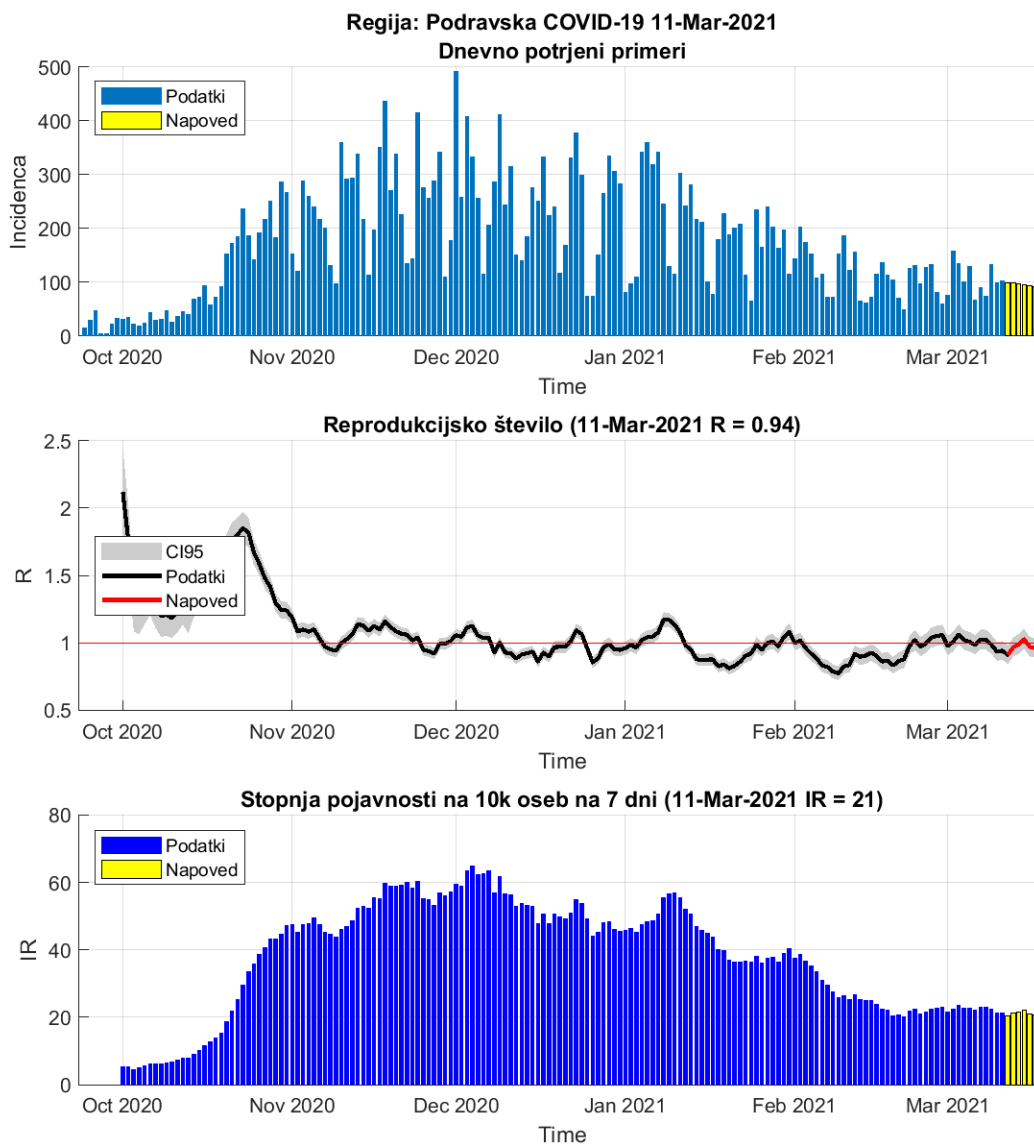 Regija: Podravska COVID-19 11-Mar-2021
Dnevno potrjeni primeri
500
400
300
200
100
0
Incidenca
Podatki
Napoved
Oct 2020 Nov 2020 Dec 2020 Jan 2021 Feb 2021 Mar 2021
Time
Reprodukcijsko število (11-Mar-2021 R = 0.94)
2.5
2
1.5
1
0.5
R
CI95
Podatki
Napoved
Oct 2020 Nov 2020 Dec 2020 Jan 2021 Feb 2021 Mar 2021
Time
Stopnja pojavnosti na 10k oseb na 7 dni (11-Mar-2021 IR = 21)
80
60
40
20
0
IR
Podatki
Napoved
Oct 2020 Nov 2020 Dec 2020 Jan 2021 Feb 2021 Mar 2021
Time